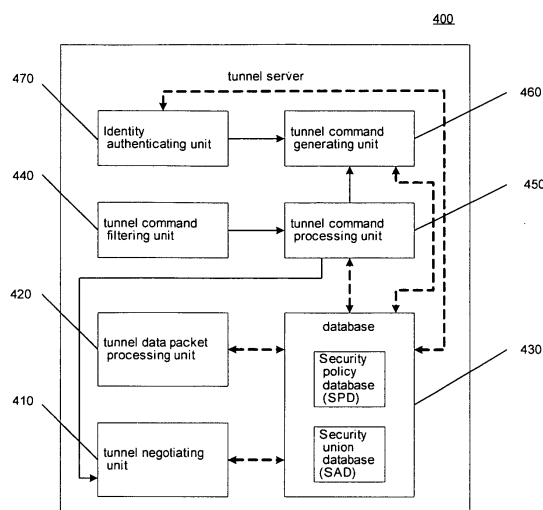 400
tunnel server
470
Identity
authenticating unit
tunnel command
generating unit
460
440
tunnel command
filtering unit
tunnel command
processing unit
450
420
tunnel data packet
processing unit
database
Security
policy
database
(SPD)
430
410
tunnel negotiating
unit
Security
union
database
(SAD)